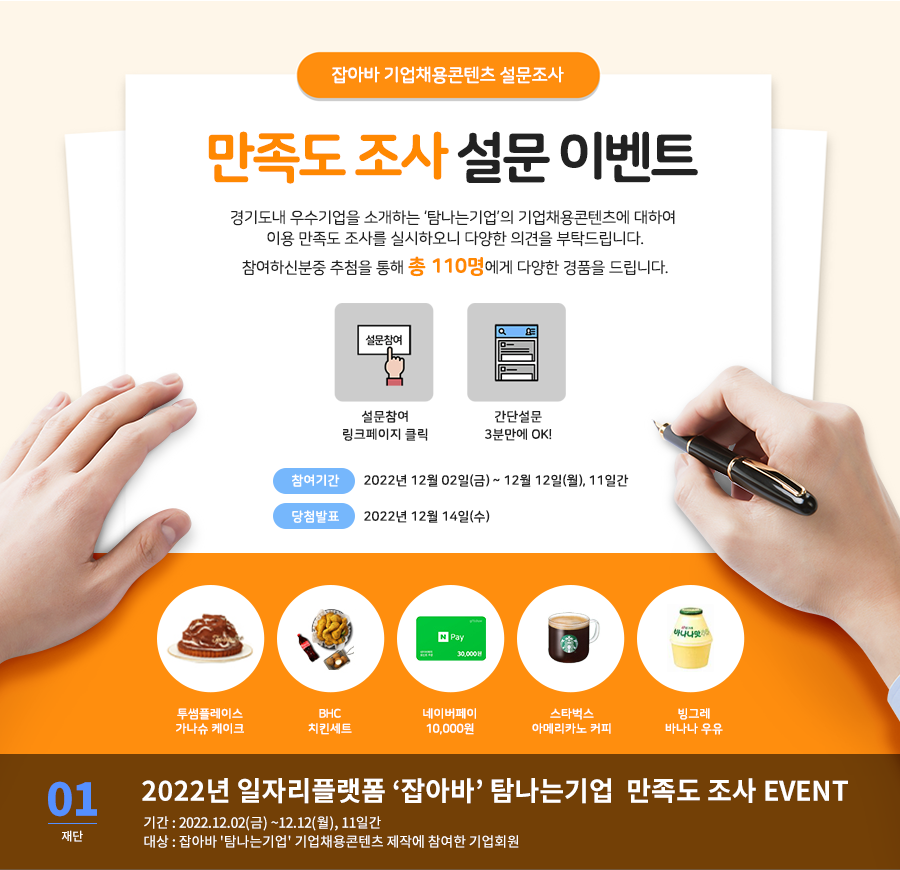 잡아바 기업채용콘텐츠 설문조사
만족도 조사 설문 이벤트
경기도내 우수기업을 소개하는 ‘탐나는기업’의 기업채용콘텐츠에 대하여
이용 만족도 조사를 실시하오니 다양한 의견을 부탁드립니다.
참여하신분중 추첨을 통해 총 110명에게 다양한 경품을 드립니다.
설문참여
설문참여
링크페이지 클릭
간단설문
3분만에 OK!
참여기간 2022년 12월 02일(금) ~ 12월 12일(월), 11일간
당첨발표 2022년 12월 14일(수)
N Pay
30,000원
바나나맛
투썸플레이스
가나슈 케이크
BHC
치킨세트
네이버페이
10,000원
스타벅스
아메리카노 커피
빙그레
바나나 우유
01
재단
2022년 일자리플랫폼 ‘잡아바’ 탐나는기업 만족도 조사 EVENT
기간 : 2022.12.02(금) ~12.12(월), 11일간
대상 : 잡아바 '탐나는기업' 기업채용콘텐츠 제작에 참여한 기업회원